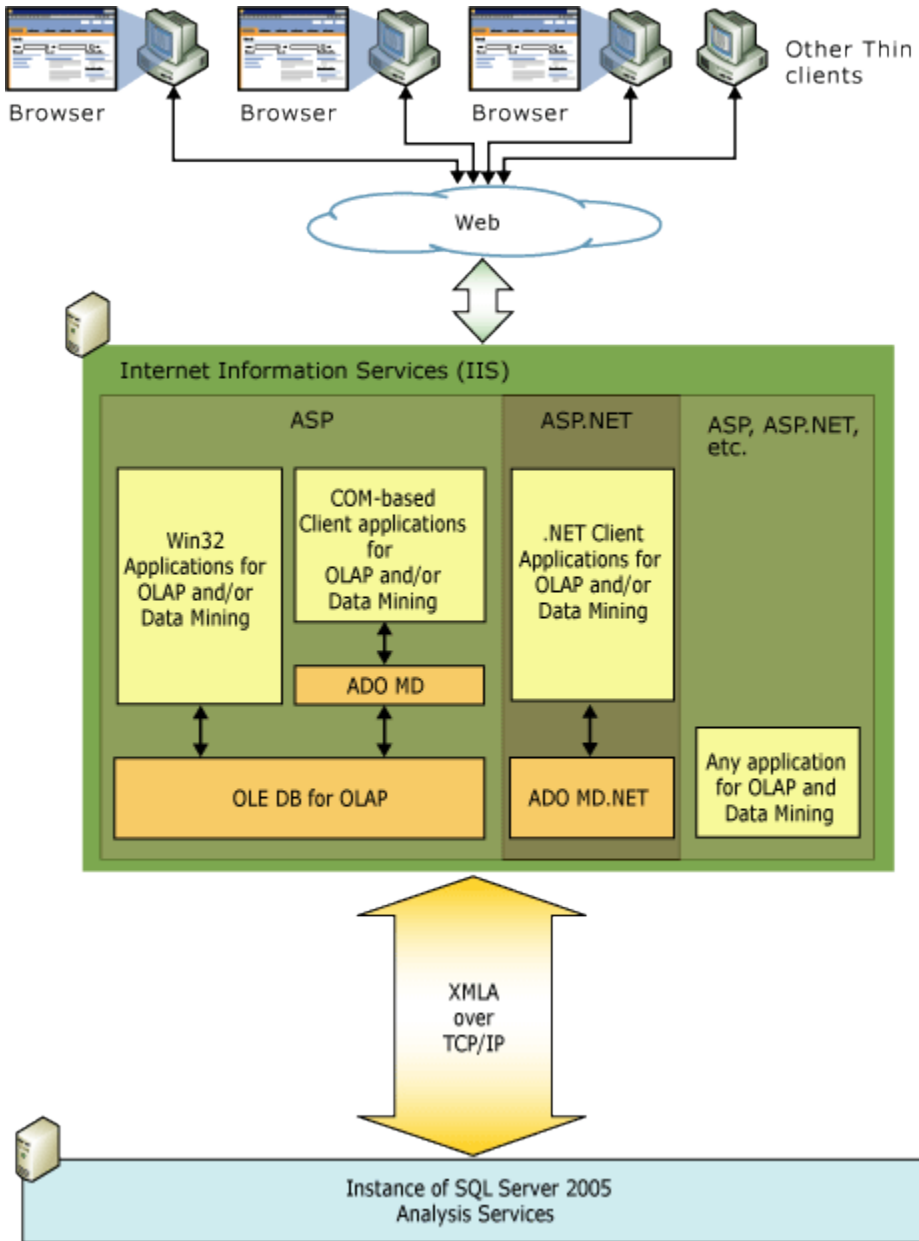 Browser
Browser
Browser
Other Thin
clients
Web
Internet Information Services (IIS)
ASP
ASP.NET
ASP, ASP.NET,
etc.
Win32
Applications for
OLAP and/or
Data Mining
COM-based
Client applications
for
OLAP and/or
Data Mining
.NET Client
Applications for
OLAP and/or
Data Mining
ADO MD
OLE DB for OLAP
ADO MD.NET
Any application
for OLAP and
Data Mining
XMLA
over
TCP/IP
Instance of SQL Server 2005
Analysis Services